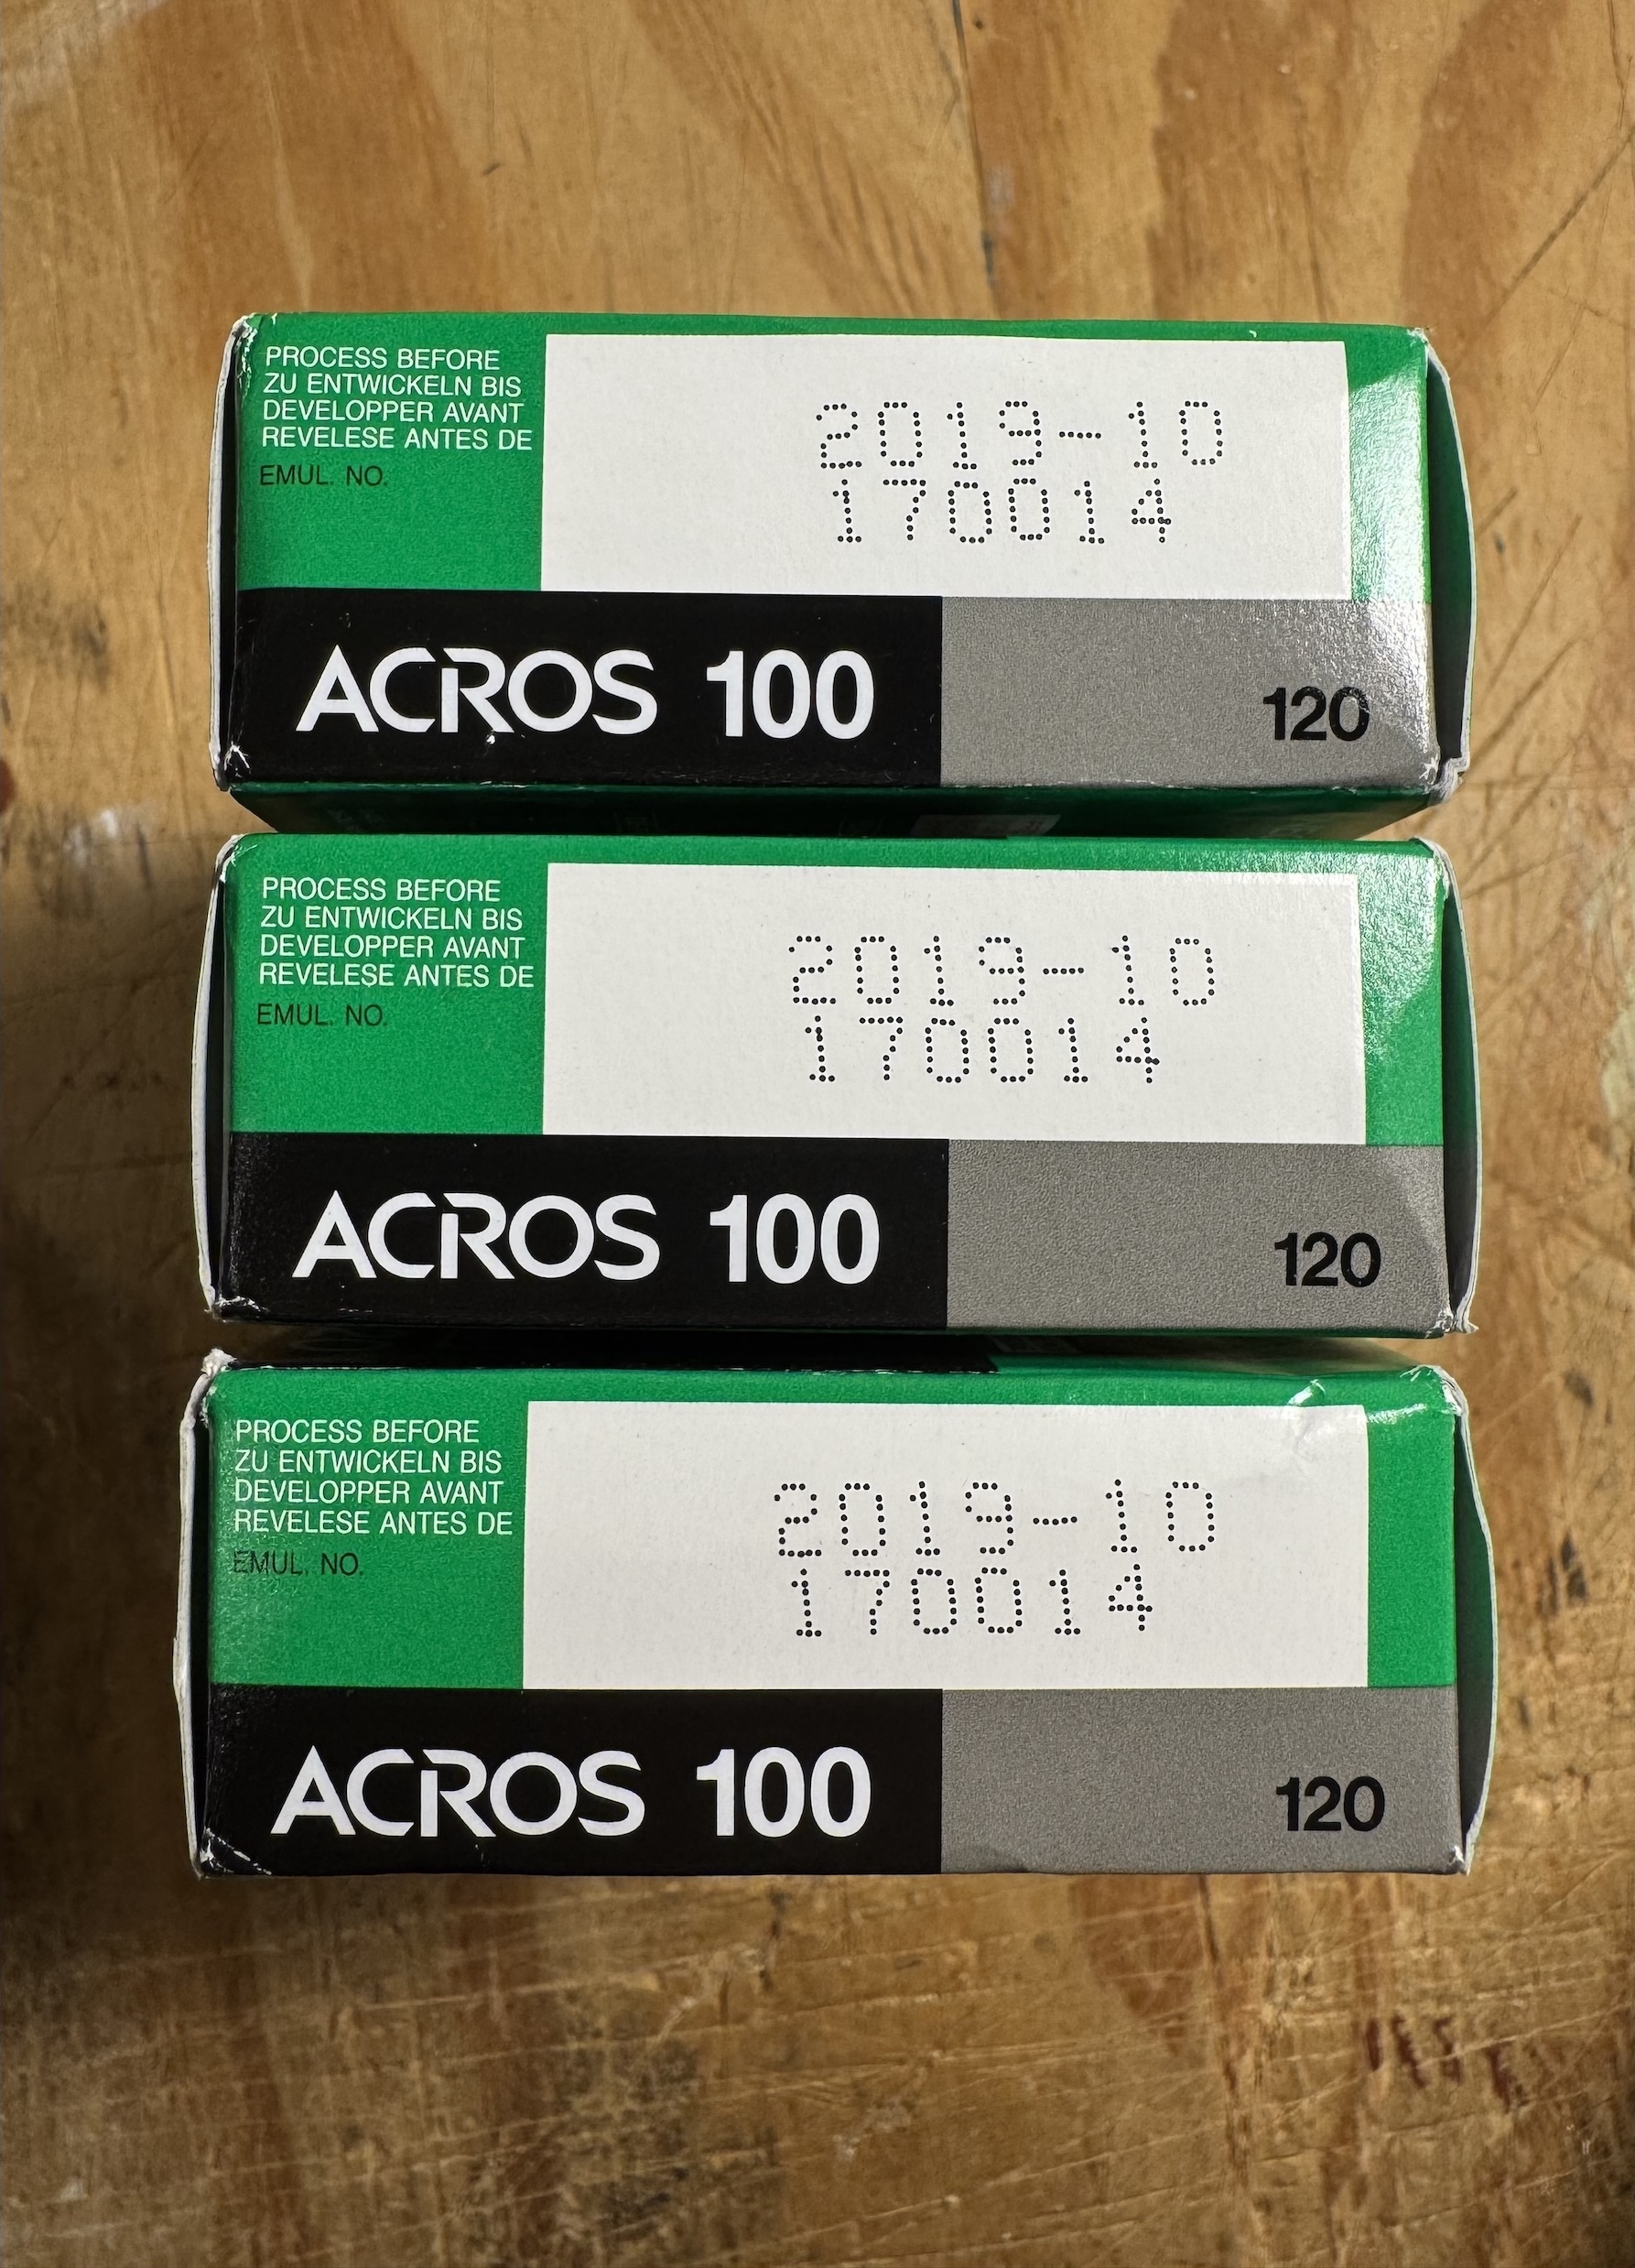 PROCESS BEFORE
ZU ENTWICKELN BIS
DEVELOPPER AVANT
REVELESE ANTES DE
EMUL. NO.
2019-10
170014
ACROS 100
120
PROCESS BEFORE
ZU ENTWICKELN BIS
DEVELOPPER AVANT
REVELESE ANTES DE
EMUL. NO.
2019-10
170014
ACROS 100
120
PROCESS BEFORE
ZU ENTWICKELN BIS
DEVELOPPER AVANT
REVELESE ANTES DE
EMUL. NO.
2019-10
170014
ACROS 100
120